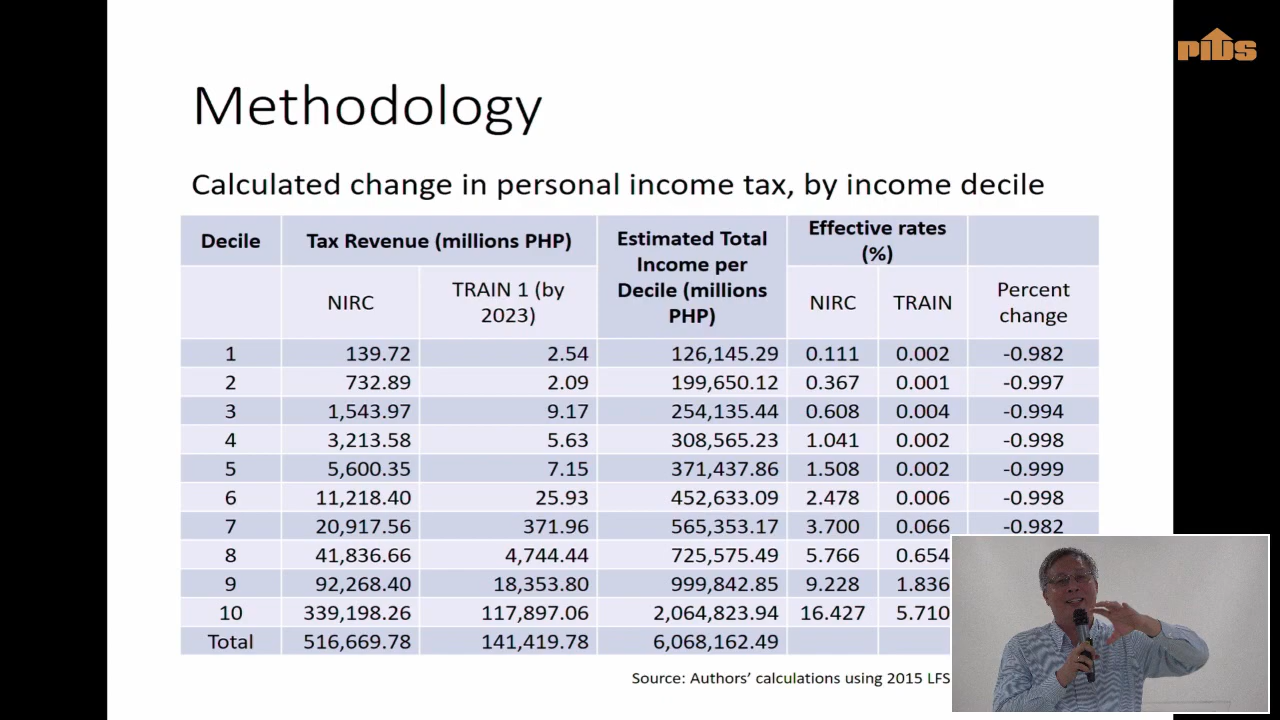 PIDS
Methodology
Calculated change in personal income tax, by income decile
Decile Tax Revenue (millions PHP) Estimated Total Income per Decile (millions PHP) Effective rates (%)
NIRC TRAIN 1 (by 2023) NIRC TRAIN Percent change
1 139.72 2.54 126,145.29 0.111 0.002 -0.982
2 732.89 2.09 199,650.12 0.367 0.001 -0.997
3 1,543.97 9.17 254,135.44 0.608 0.004 -0.994
4 3,213.58 5.63 308,565.23 1.041 0.002 -0.998
5 5,600.35 7.15 371,437.86 1.508 0.002 -0.999
6 11,218.40 25.93 452,633.09 2.478 0.006 -0.998
7 20,917.56 371.96 565,353.17 3.700 0.066 -0.982
8 41,836.66 4,744.44 725,575.49 5.766 0.654
9 92,268.40 18,353.80 999,842.85 9.228 1.836
10 339,198.26 117,897.06 2,064,823.94 16.427 5.710
Total 516,669.78 141,419.78 6,068,162.49
Source: Authors' calculations using 2015 LFS